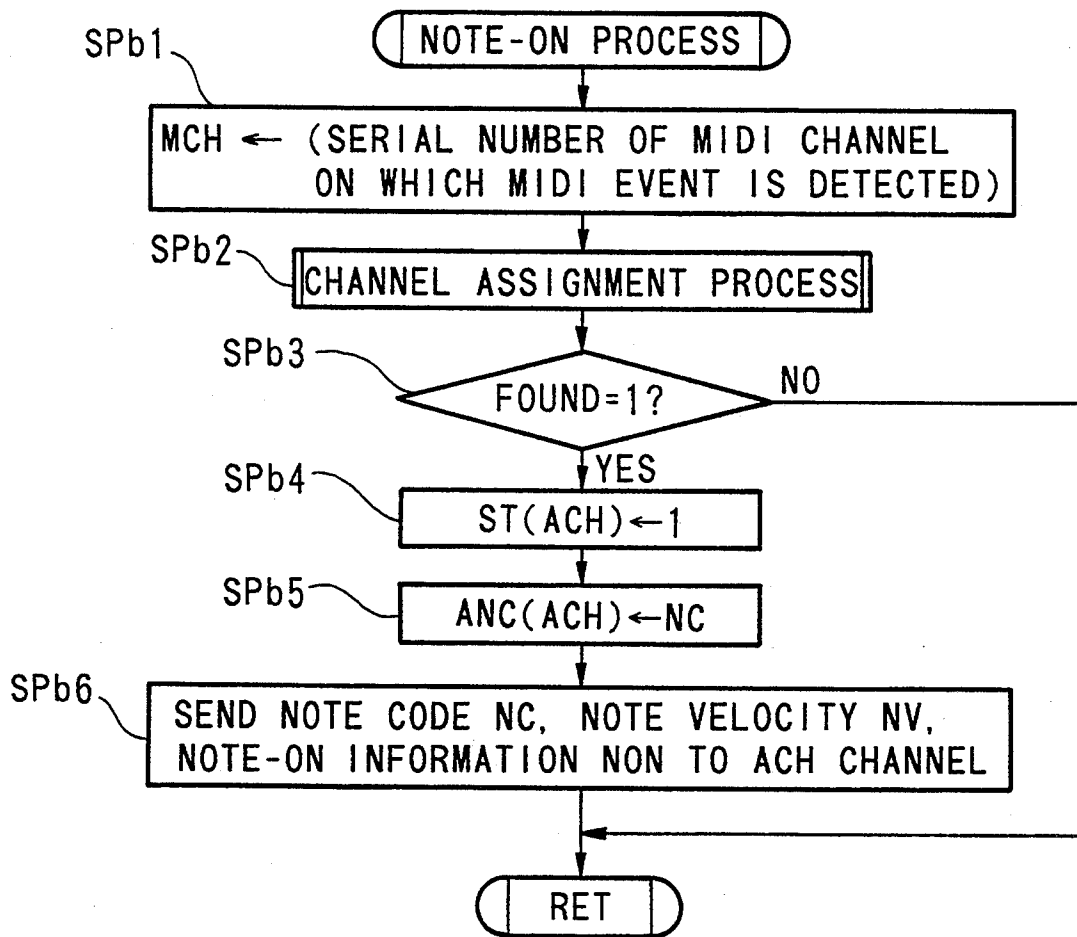 NOTE-ON PROCESS
SPb1
MCH ← (SERIAL NUMBER OF MIDI CHANNEL
ON WHICH MIDI EVENT IS DETECTED)
SPb2
CHANNEL ASSIGNMENT PROCESS
SPb3
FOUND=1?
NO
YES
SPb4
ST(ACH)←1
SPb5
ANC(ACH)←NC
SPb6
SEND NOTE CODE NC, NOTE VELOCITY NV,
NOTE-ON INFORMATION NON TO ACH CHANNEL
RET